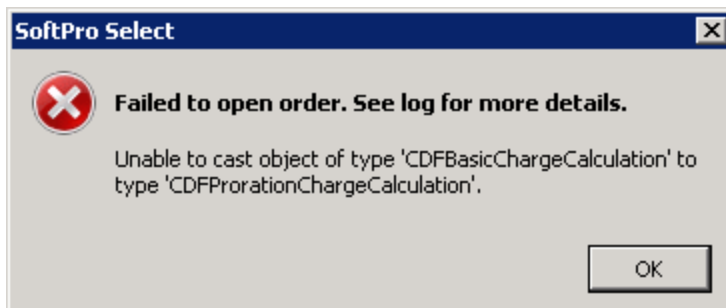 SoftPro Select
Failed to open order. See log for more details.
Unable to cast object of type 'CDFBasicChargeCalculation' to
type 'CDFProrationChargeCalculation'.
OK